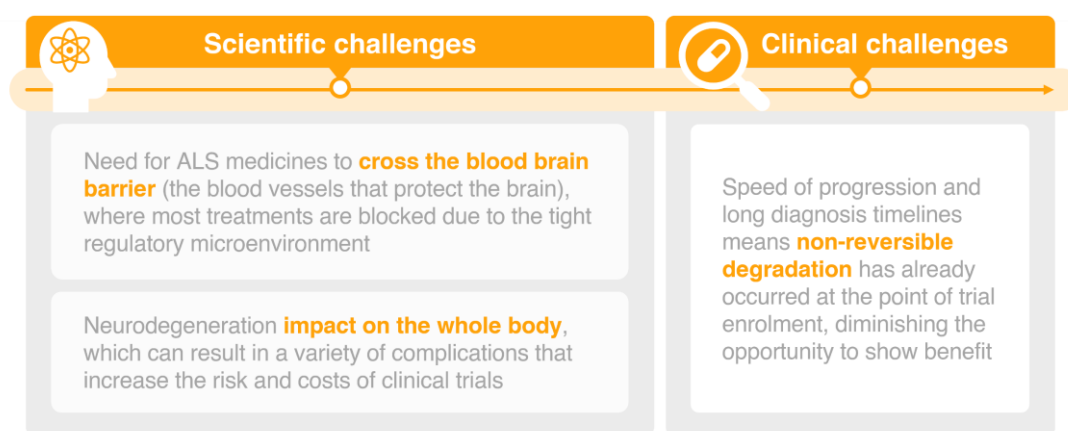 Scientific challenges
Need for ALS medicines to cross the blood brain
barrier (the blood vessels that protect the brain),
where most treatments are blocked due to the tight
regulatory microenvironment
Neurodegeneration impact on the whole body,
which can result in a variety of complications that
increase the risk and costs of clinical trials
Clinical challenges
Speed of progression and
long diagnosis timelines
means non-reversible
degradation has already
occurred at the point of trial
enrolment, diminishing the
opportunity to show benefit